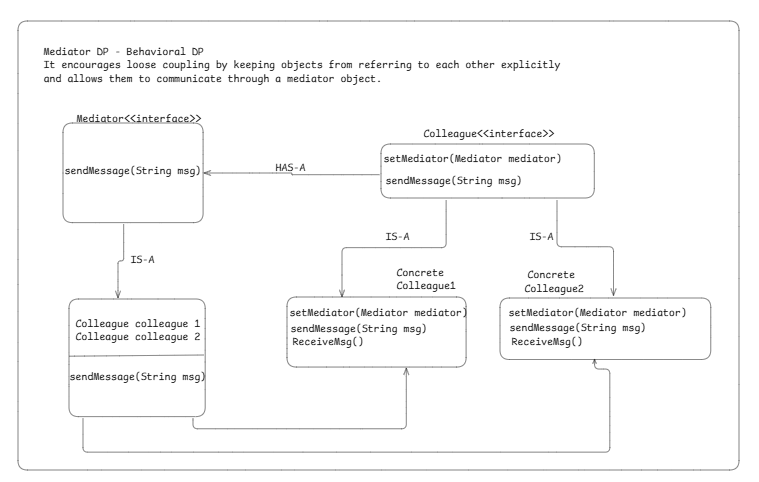 Mediator DP - Behavioral DP
It encourages loose coupling by keeping objects from referring to each other explicitly
and allows them to communicate through a mediator object.
Mediator<<interface>>
sendMessage(String msg)
HAS-A
Colleague<<interface>>
setMediator(Mediator mediator)
sendMessage(String msg)
IS-A
IS-A
IS-A
Concrete
Colleague1
setMediator(Mediator mediator)
sendMessage(String msg)
ReceiveMsg()
Concrete
Colleague2
setMediator(Mediator mediator)
sendMessage(String msg)
ReceiveMsg()
Colleague colleague 1
Colleague colleague 2
sendMessage(String msg)